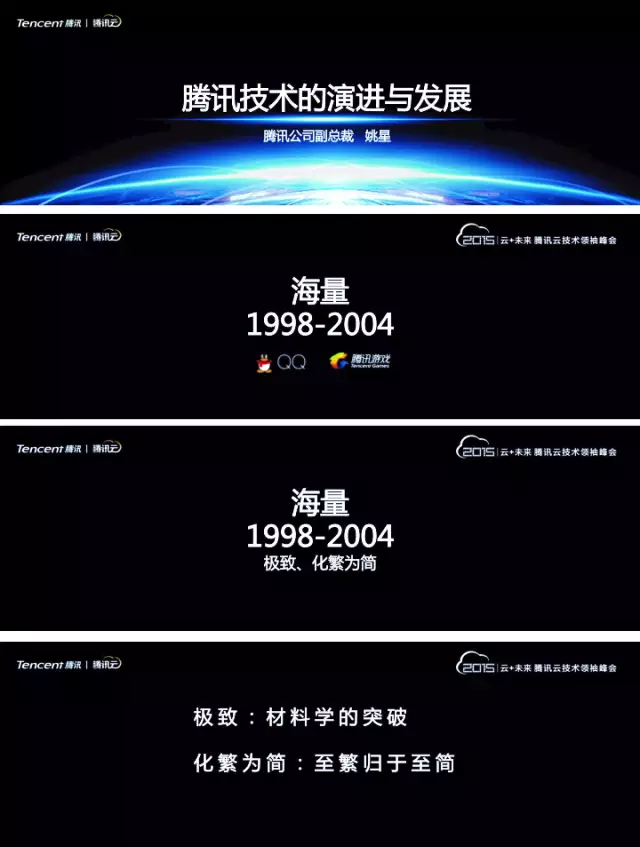 Tencent 腾讯 | 腾讯云
腾讯技术的演进与发展
腾讯公司副总裁 姚星
Tencent 腾讯 | 腾讯云
2015 云+未来 腾讯云技术领袖峰会
海量
1998-2004
QQ 腾讯游戏 Tencent Games
Tencent 腾讯 | 腾讯云
2015 云+未来 腾讯云技术领袖峰会
海量
1998-2004
极致、化繁为简
Tencent 腾讯 | 腾讯云
2015 云+未来 腾讯云技术领袖峰会
极致：材料学的突破
化繁为简：至繁归于至简